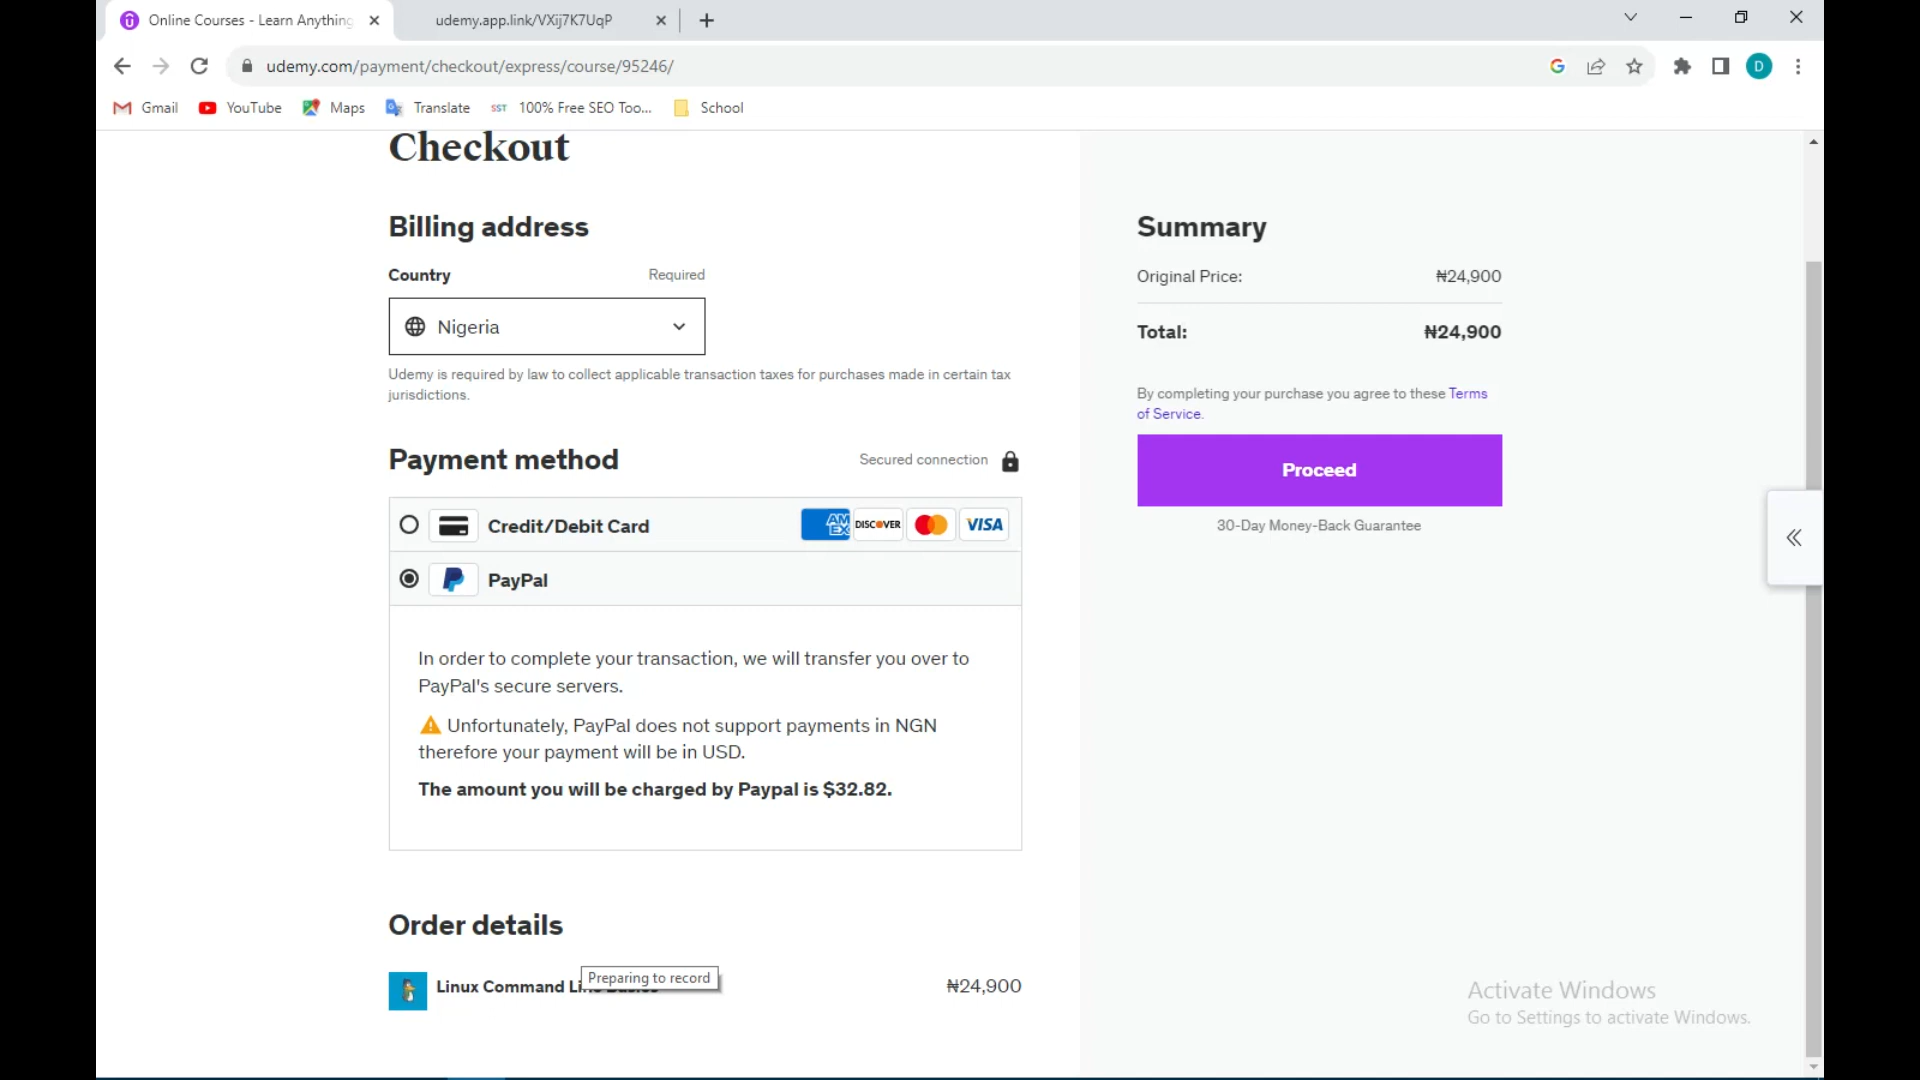 Online Courses - Learn Anything
udemy.app.link/VXij7K7UqP
udemy.com/payment/checkout/express/course/95246/
D
Gmail
YouTube
Maps
Translate
SST
100% Free SEO Too...
School
Checkout
Billing address
Country
Required
Nigeria
Udemy is required by law to collect applicable transaction taxes for purchases made in certain tax
jurisdictions.
Payment method
Secured connection
Credit/Debit Card
AM
EX
DISCOVER
VISA
PayPal
In order to complete your transaction, we will transfer you over to
PayPal's secure servers.
Unfortunately, PayPal does not support payments in NGN
therefore your payment will be in USD.
The amount you will be charged by Paypal is $32.82.
Order details
Linux Command
Preparing to record
₦24,900
Summary
Original Price:
₦24,900
Total:
₦24,900
By completing your purchase you agree to these Terms
of Service.
Proceed
30-Day Money-Back Guarantee
Activate Windows
Go to Settings to activate Windows.